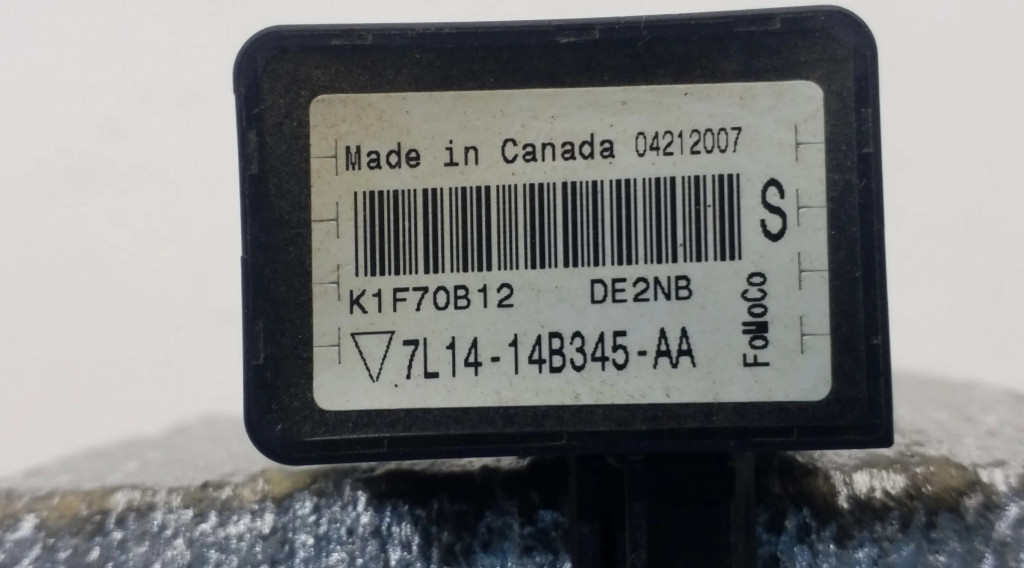 Made in Canada 04212007
S
K1F70B12 DE2NB
7L14-14B345-AA
FoMoCo